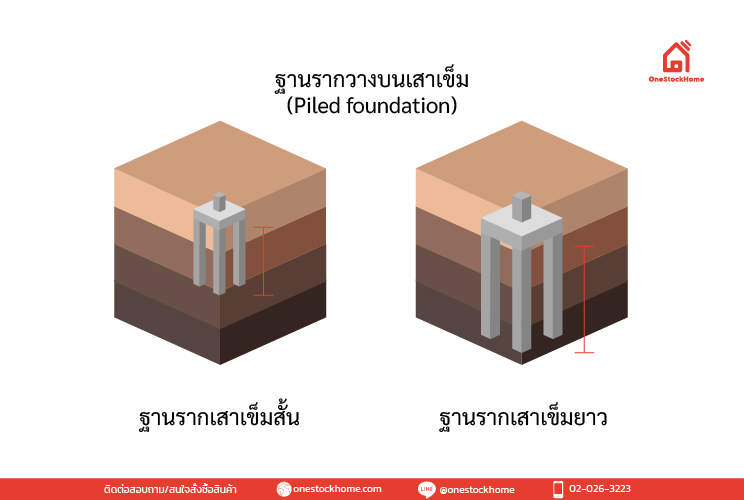 OneStockHome
ฐานรากวางบนเสาเข็ม
(Piled foundation)
ฐานรากเสาเข็มสั้น
ฐานรากเสาเข็มยาว
ติดต่อสอบถาม/สนใจสั่งซื้อสินค้า onestockhome.com LINE @onestockhome 02-026-3223